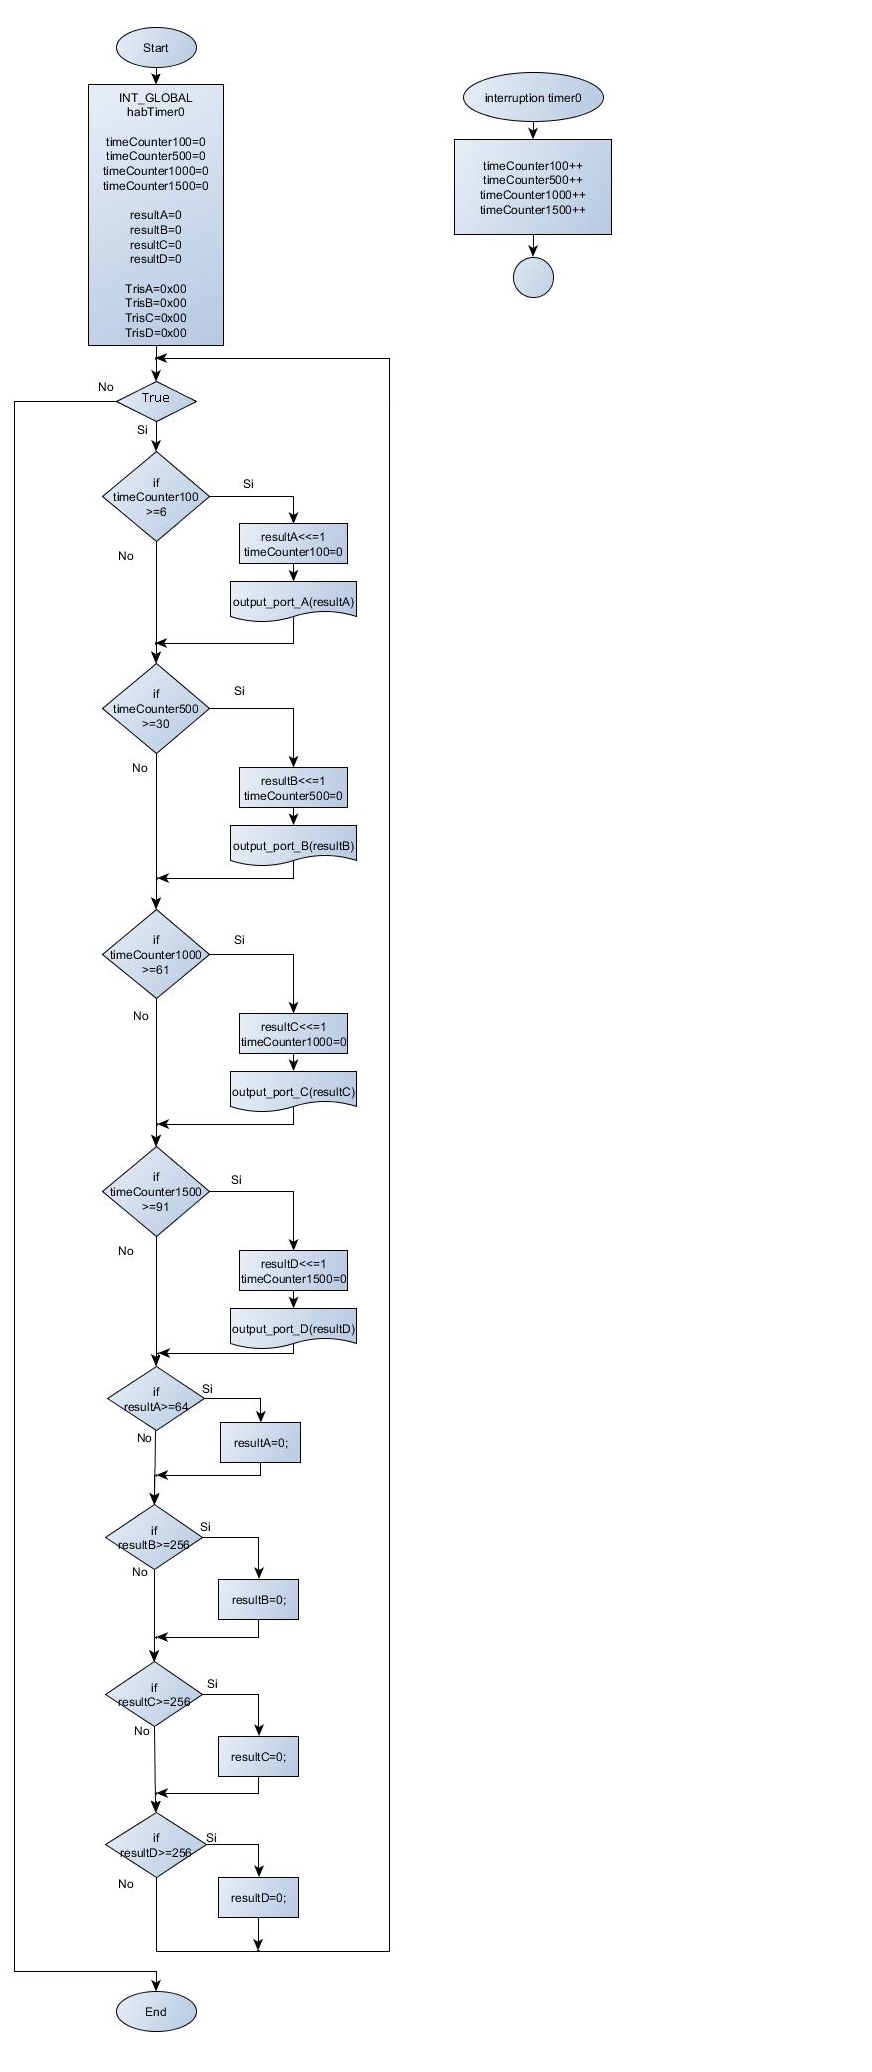 Start
INT_GLOBAL
habTimer0
timeCounter100=0
timeCounter500=0
timeCounter1000=0
timeCounter1500=0
resultA=0
resultB=0
resultC=0
resultD=0
TrisA=0x00
TrisB=0x00
TrisC=0x00
TrisD=0x00
interruption timer0
timeCounter100++
timeCounter500++
timeCounter1000++
timeCounter1500++
No
True
Si
if
timeCounter100
>=6
Si
No
resultA<<=1
timeCounter100=0
output_port_A(resultA)
if
timeCounter500
>=30
Si
No
resultB<<=1
timeCounter500=0
output_port_B(resultB)
if
timeCounter1000
>=61
Si
No
resultC<<=1
timeCounter1000=0
output_port_C(resultC)
if
timeCounter1500
>=91
Si
No
resultD<<=1
timeCounter1500=0
output_port_D(resultD)
if
resultA>=64
Si
No
resultA=0;
if
resultB>=256
Si
No
resultB=0;
if
resultC>=256
Si
No
resultC=0;
if
resultD>=256
Si
No
resultD=0;
End